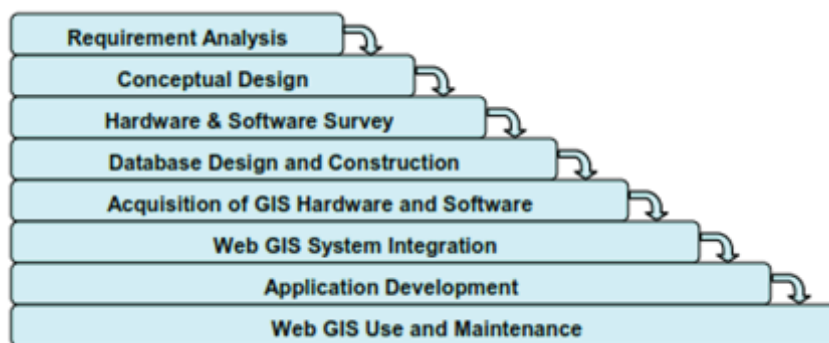 Requirement Analysis
Conceptual Design
Hardware & Software Survey
Database Design and Construction
Acquisition of GIS Hardware and Software
Web GIS System Integration
Application Development
Web GIS Use and Maintenance